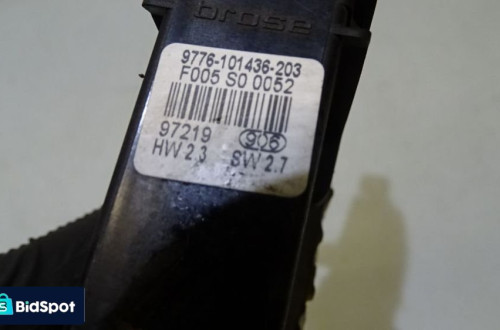 brose
9776-101436-203
F005 S0 0052
97219
HW 2.3 SW 2.7
BidSpot